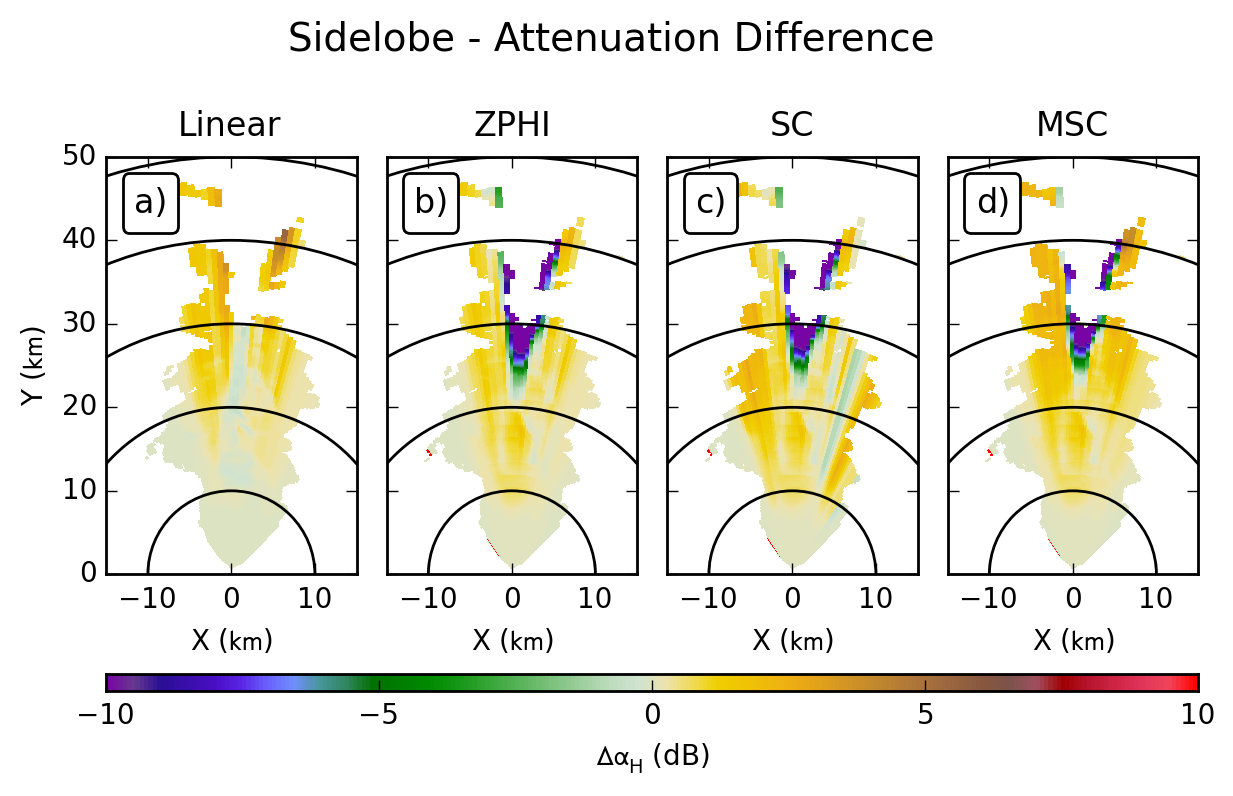 Sidelobe - Attenuation Difference
Linear ZPHI SC MSC
50
a) b) c) d)
40
30
20
10
0
Y (km)
−10 0 10 −10 0 10 −10 0 10 −10 0 10
X (km) X (km) X (km) X (km)
−10 −5 0 5 10
Δα_H (dB)